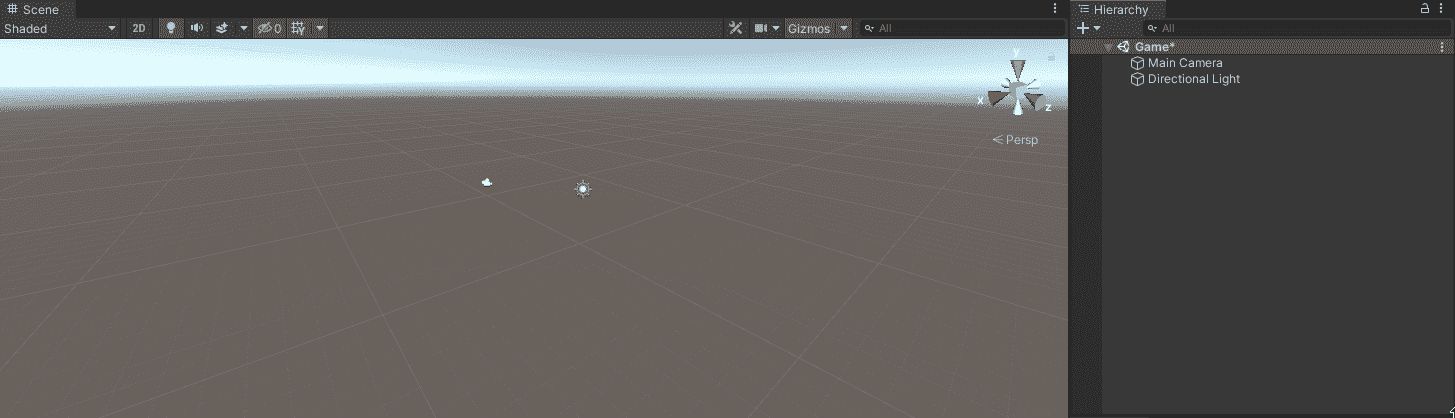 Scene
Hierarchy
Shaded
2D
0
Gizmos
All
All
Game*
Main Camera
Directional Light
y
x
z
Persp